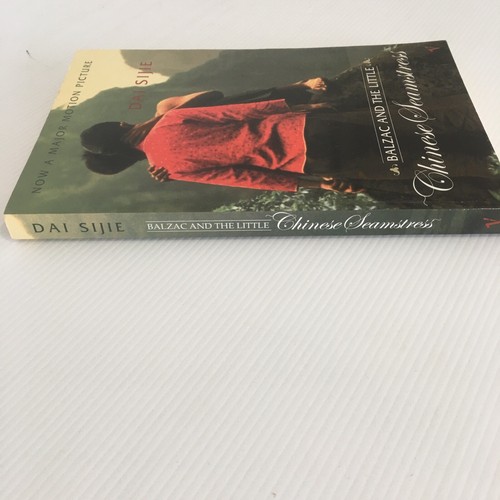 NOW A MAJOR MOTION PICTURE
DAI SIJIE
BALZAC AND THE LITTLE
Chinese Seamstress
DAI SIJIE BALZAC AND THE LITTLE Chinese Seamstress